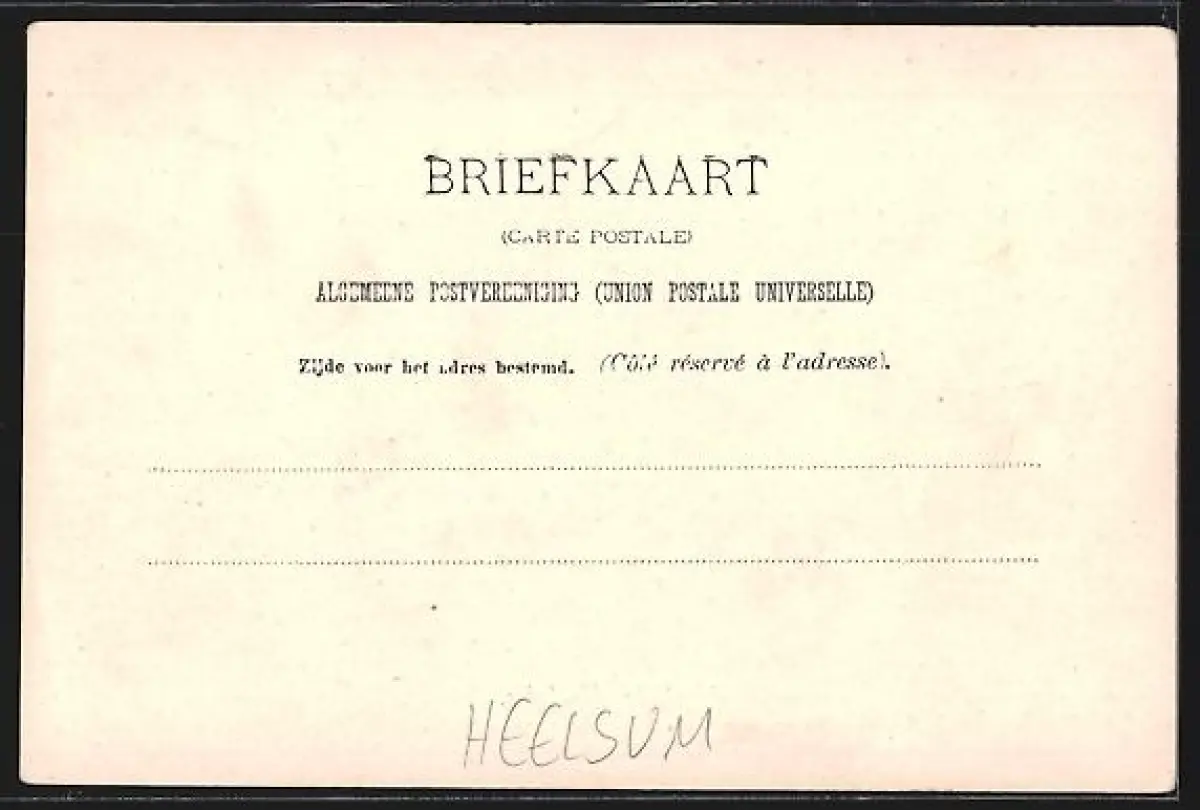 BRIEFKAART
(CARTE POSTALE)
ALGEMEENE POSTVEREENIGING (UNION POSTALE UNIVERSELLE)
Zijde voor het adres bestemd. (Côté réservé à l'adresse).
HEELSUM